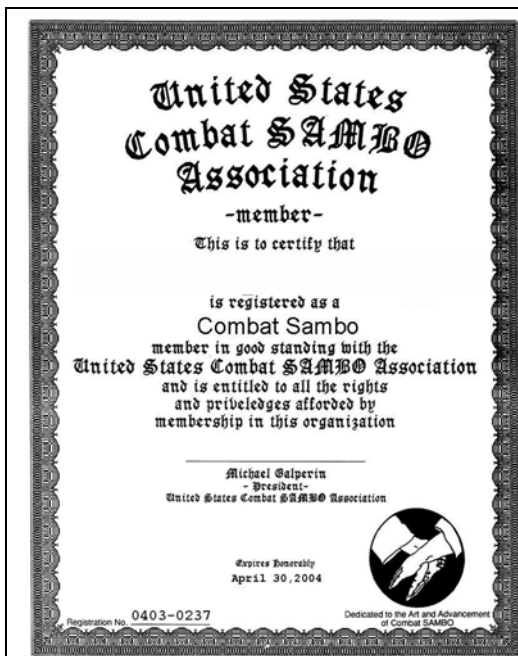 United States
Combat SAMBO
Association
-member-
This is to certify that
is registered as a
Combat Sambo
member in good standing with the
United States Combat SAMBO Association
and is entitled to all the rights
and priveledges afforded by
membership in this organization
Michael Galperin
- President-
United States Combat SAMBO Association
Expires Honorably
April 30,2004
Registration No. 0403-0237
Dedicated to the Art and Advancement
of Combat SAMBO